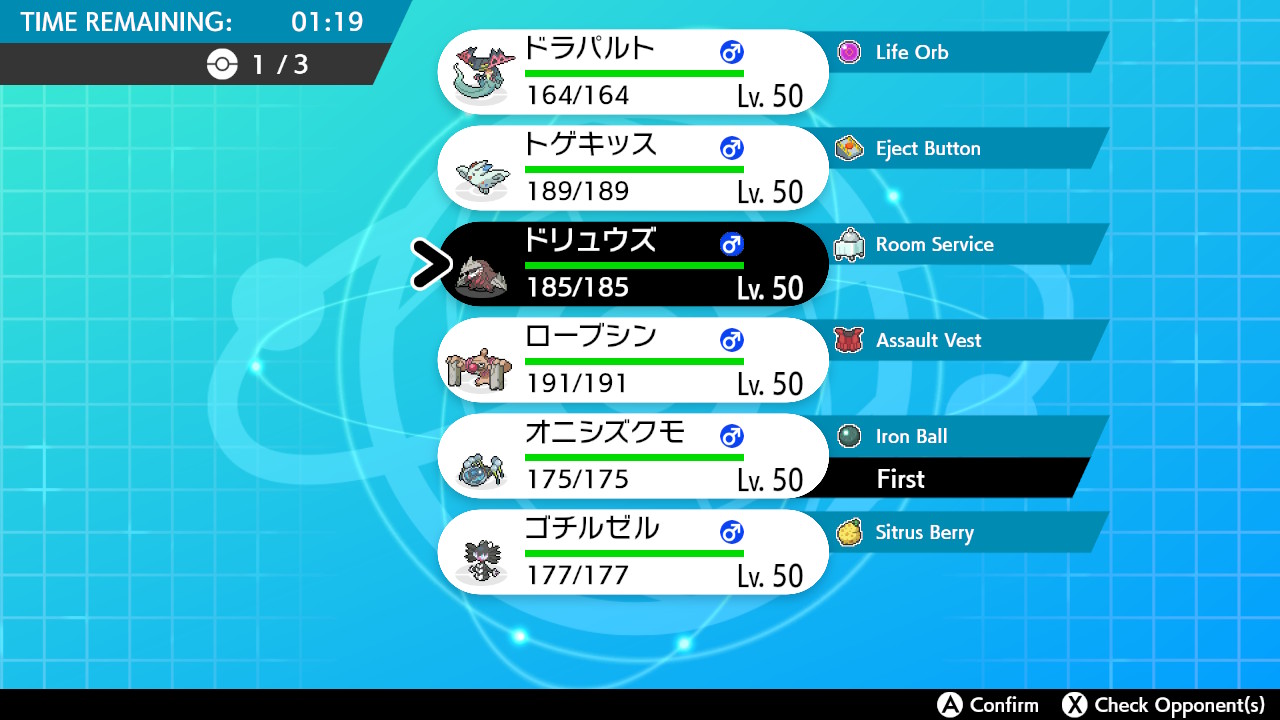 TIME REMAINING: 01:19
1 / 3
ドラパルト ♂
164/164 Lv. 50
Life Orb
トゲキッス ♂
189/189 Lv. 50
Eject Button
ドリュウズ ♂
185/185 Lv. 50
Room Service
ローブシン ♂
191/191 Lv. 50
Assault Vest
オニシズクモ ♂
175/175 Lv. 50
Iron Ball
First
ゴチルゼル ♂
177/177 Lv. 50
Sitrus Berry
A Confirm X Check Opponent(s)